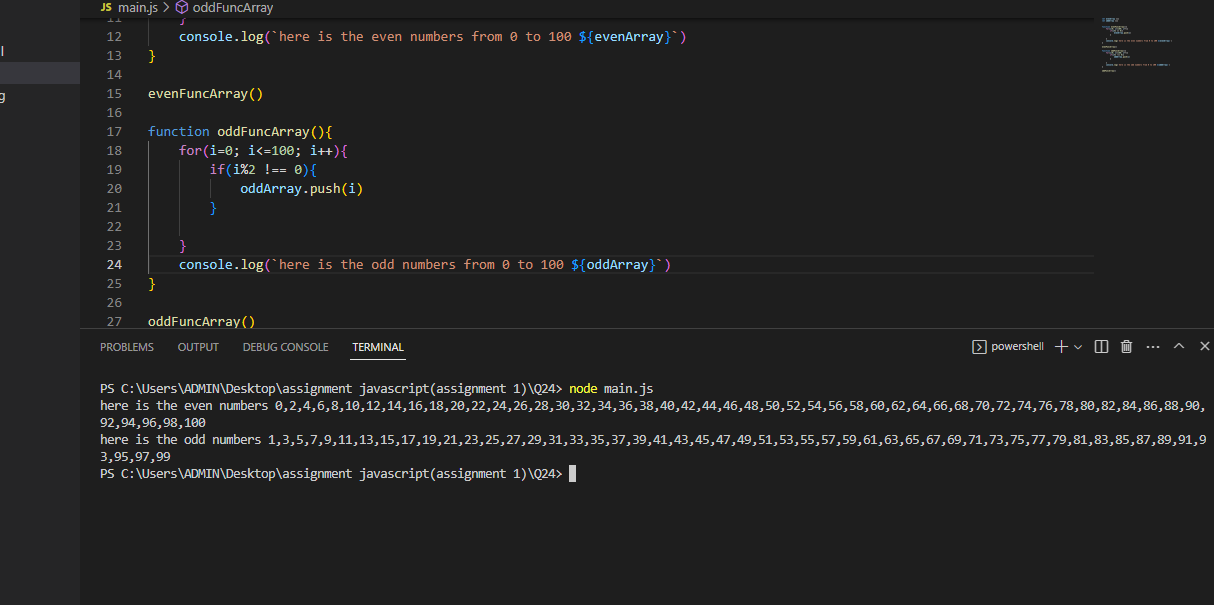 l
g
JS main.js > oddFuncArray
11 }
12 console.log(`here is the even numbers from 0 to 100 ${evenArray}`)
13 }
14
15 evenFuncArray()
16
17 function oddFuncArray(){
18 for(i=0; i<=100; i++){
19 if(i%2 !== 0){
20 oddArray.push(i)
21 }
22
23 }
24 console.log(`here is the odd numbers from 0 to 100 ${oddArray}`)
25 }
26
27 oddFuncArray()
PROBLEMS OUTPUT DEBUG CONSOLE TERMINAL powershell
PS C:\Users\ADMIN\Desktop\assignment javascript(assignment 1)\Q24> node main.js
here is the even numbers 0,2,4,6,8,10,12,14,16,18,20,22,24,26,28,30,32,34,36,38,40,42,44,46,48,50,52,54,56,58,60,62,64,66,68,70,72,74,76,78,80,82,84,86,88,90,
92,94,96,98,100
here is the odd numbers 1,3,5,7,9,11,13,15,17,19,21,23,25,27,29,31,33,35,37,39,41,43,45,47,49,51,53,55,57,59,61,63,65,67,69,71,73,75,77,79,81,83,85,87,89,91,9
3,95,97,99
PS C:\Users\ADMIN\Desktop\assignment javascript(assignment 1)\Q24>